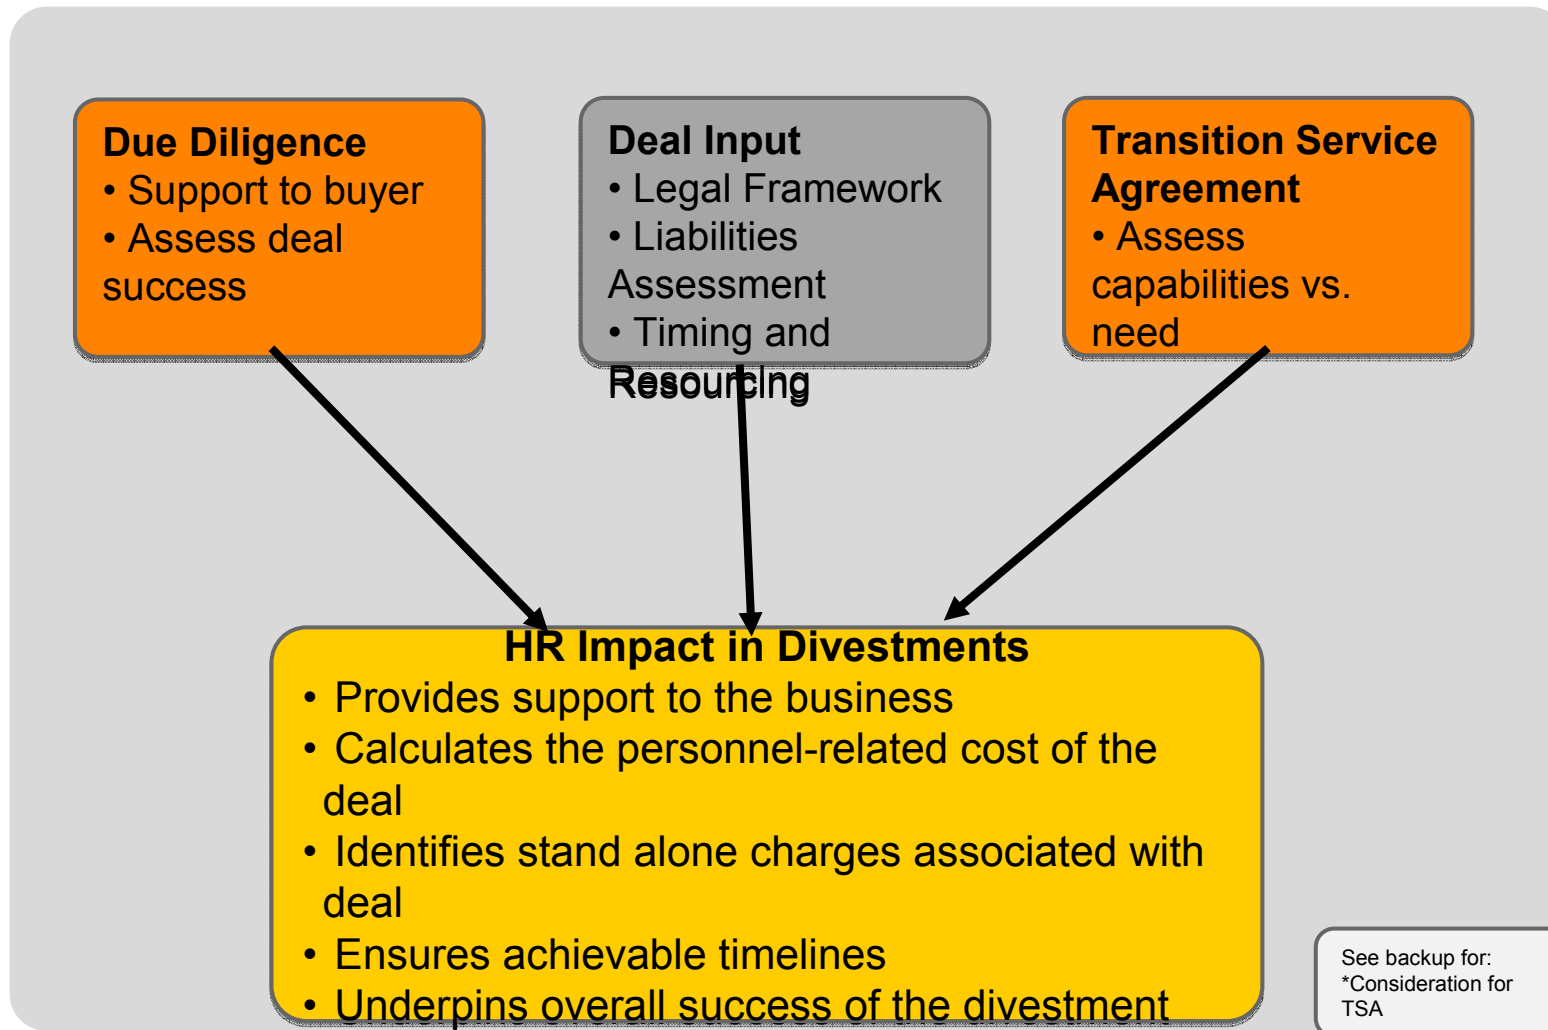 Due Diligence
• Support to buyer
• Assess deal
success
Deal Input
• Legal Framework
• Liabilities
Assessment
• Timing and
Resourcing
Transition Service
Agreement
• Assess
capabilities vs.
need
HR Impact in Divestments
• Provides support to the business
• Calculates the personnel-related cost of the
deal
• Identifies stand alone charges associated with
deal
• Ensures achievable timelines
• Underpins overall success of the divestment
See backup for:
*Consideration for
TSA